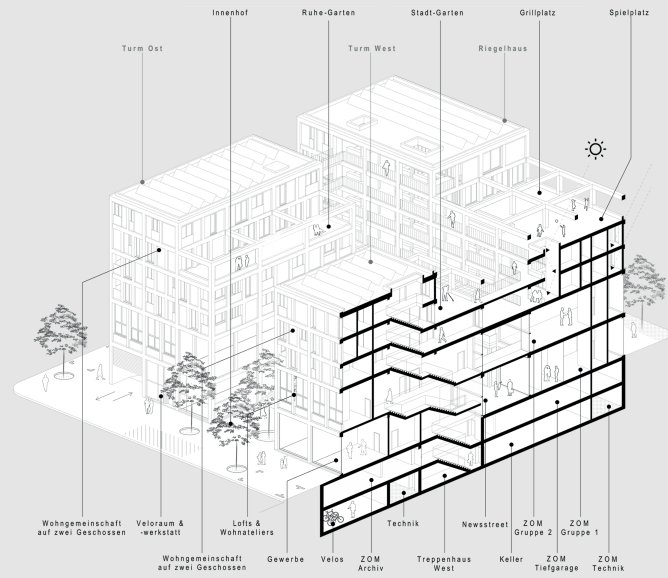 Innenhof
Ruhe-Garten
Stadt-Garten
Grillplatz
Spielplatz
Turm Ost
Turm West
Riegelhaus
Wohngemeinschaft
auf zwei Geschossen
Veloraum &
-werkstatt
Lofts &
Wohnateliers
Technik
Newsstreet
ZOM
Gruppe 2
ZOM
Gruppe 1
Wohngemeinschaft
auf zwei Geschossen
Gewerbe
Velos
ZOM
Archiv
Treppenhaus
West
Keller
ZOM
Tiefgarage
ZOM
Technik